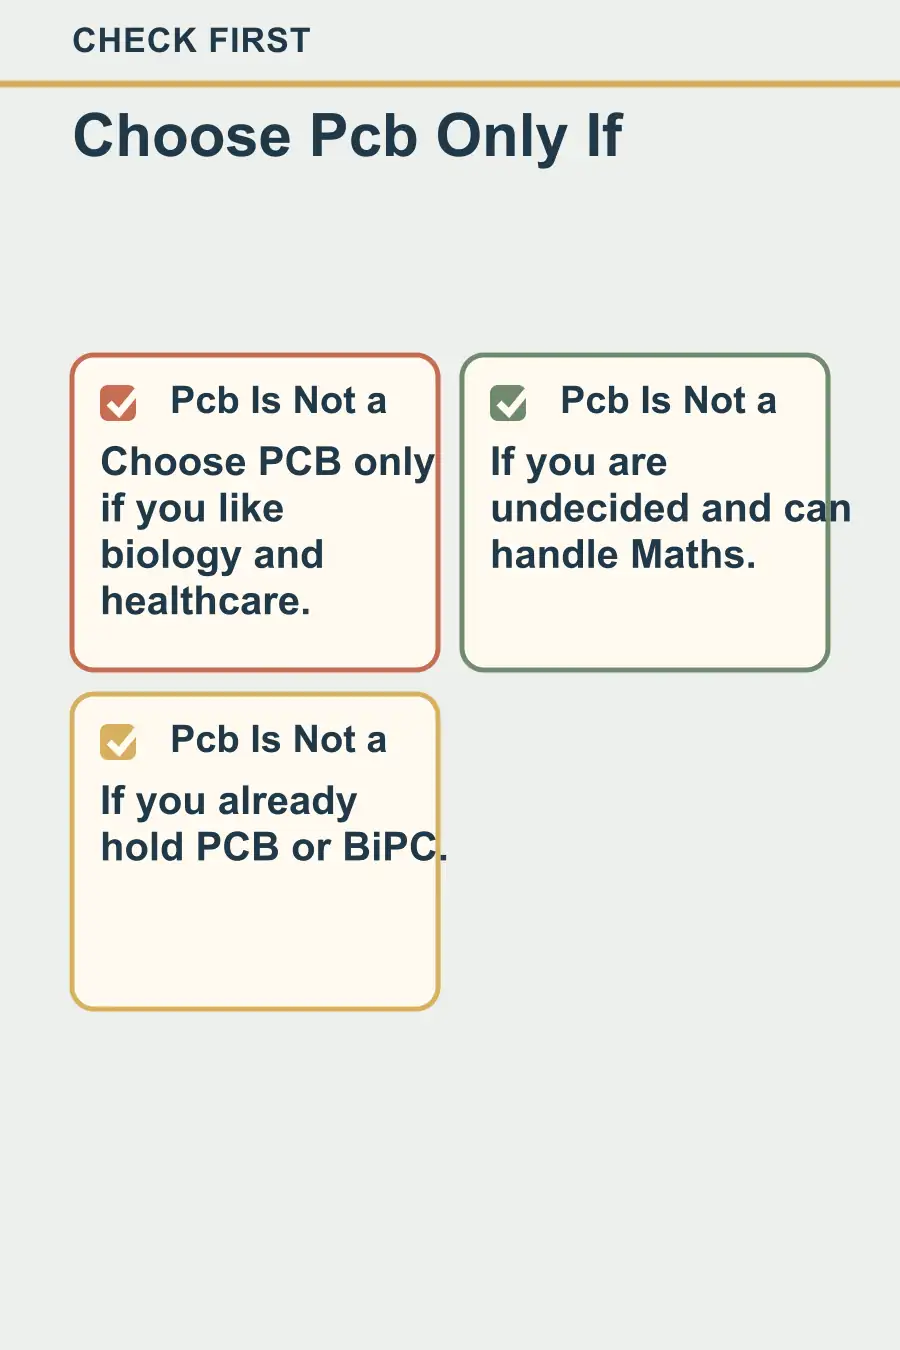 CHECK FIRST
Choose Pcb Only If
Pcb Is Not a
Choose PCB only
if you like
biology and
healthcare.
Pcb Is Not a
If you are
undecided and can
handle Maths.
Pcb Is Not a
If you already
hold PCB or BiPC.